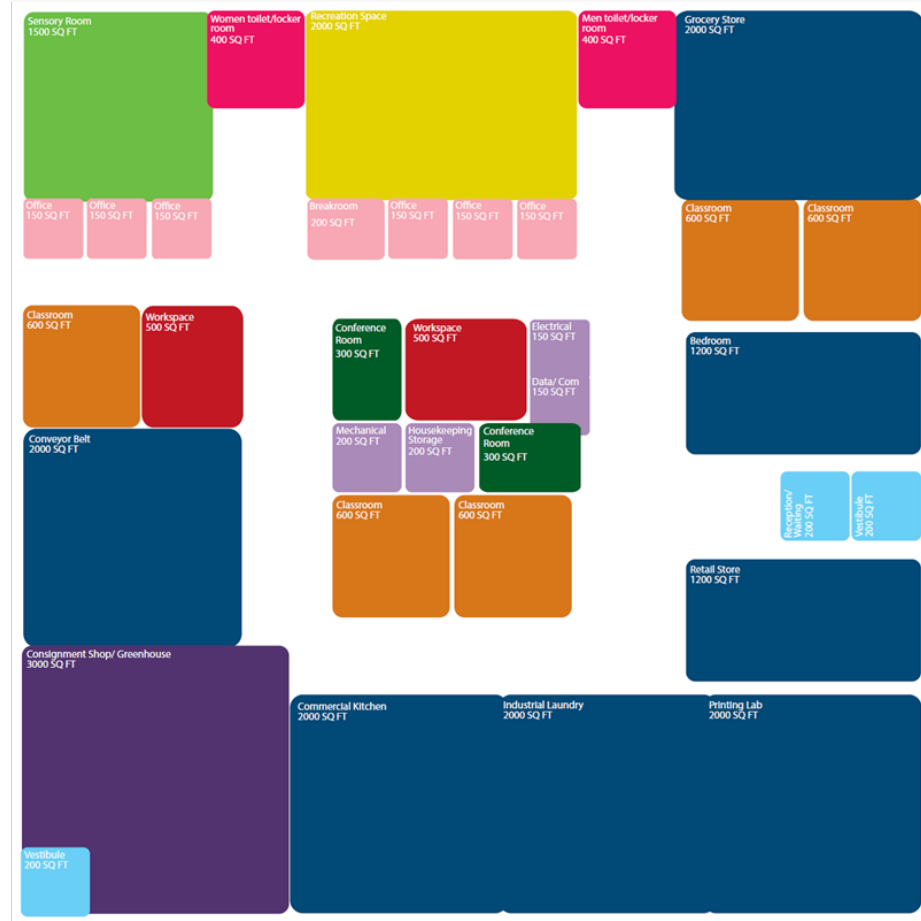 Sensory Room
1500 SQ FT
Women toilet/locker
room
400 SQ FT
Recreation Space
2000 SQ FT
Men toilet/locker
room
400 SQ FT
Grocery Store
2000 SQ FT
Office
150 SQ FT
Office
150 SQ FT
Office
150 SQ FT
Breakroom
200 SQ FT
Office
150 SQ FT
Office
150 SQ FT
Office
150 SQ FT
Classroom
600 SQ FT
Classroom
600 SQ FT
Classroom
600 SQ FT
Workspace
500 SQ FT
Conference
Room
300 SQ FT
Workspace
500 SQ FT
Electrical
150 SQ FT
Data/ Com
150 SQ FT
Bedroom
1200 SQ FT
Conveyor Belt
2000 SQ FT
Mechanical
200 SQ FT
Housekeeping
Storage
200 SQ FT
Conference
Room
300 SQ FT
Classroom
600 SQ FT
Classroom
600 SQ FT
Reception/
Waiting
200 SQ FT
Vestibule
200 SQ FT
Retail Store
1200 SQ FT
Consignment Shop/ Greenhouse
3000 SQ FT
Commercial Kitchen
2000 SQ FT
Industrial Laundry
2000 SQ FT
Printing Lab
2000 SQ FT
Vestibule
200 SQ FT